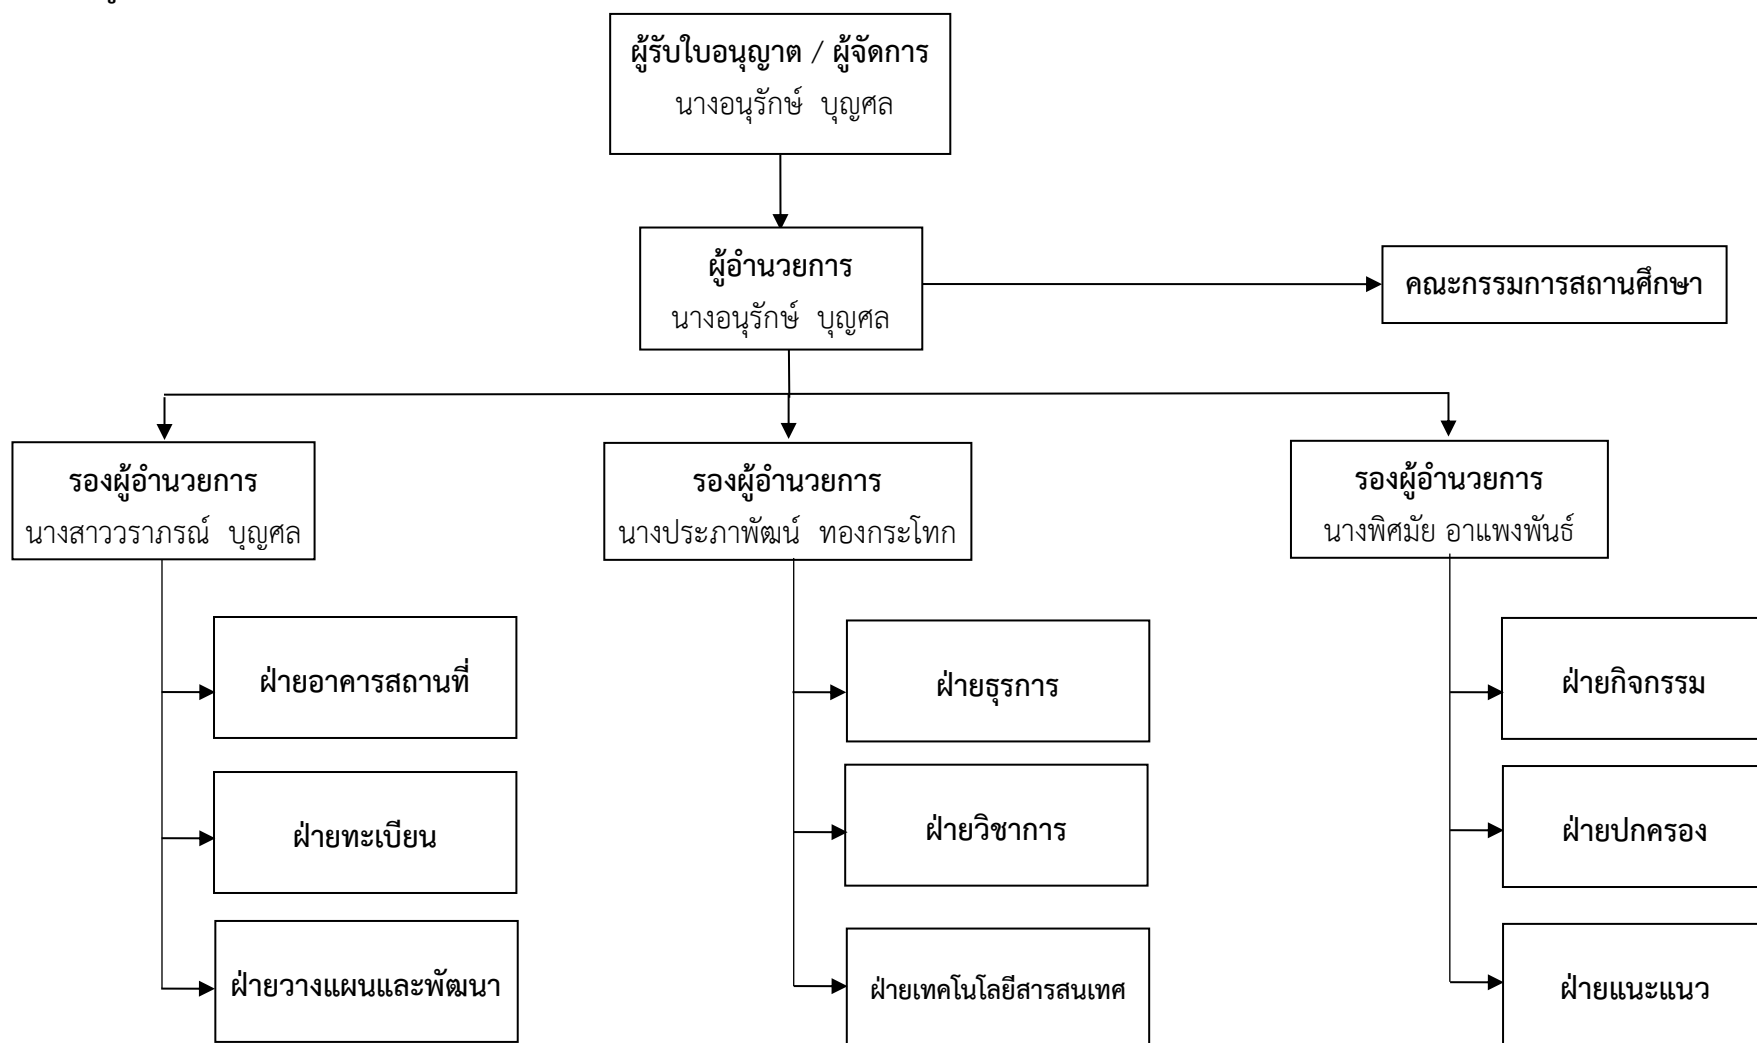 ผู้รับใบอนุญาต / ผู้จัดการ
นางอนุรักษ์ บุญศล
ผู้อำนวยการ
นางอนุรักษ์ บุญศล
คณะกรรมการสถานศึกษา
รองผู้อำนวยการ
นางสาววราภรณ์ บุญศล
รองผู้อำนวยการ
นางประภาพัฒน์ ทองกระโทก
รองผู้อำนวยการ
นางพิศมัย อาแพงพันธ์
ฝ่ายอาคารสถานที่
ฝ่ายธุรการ
ฝ่ายกิจกรรม
ฝ่ายทะเบียน
ฝ่ายวิชาการ
ฝ่ายปกครอง
ฝ่ายวางแผนและพัฒนา
ฝ่ายเทคโนโลยีสารสนเทศ
ฝ่ายแนะแนว